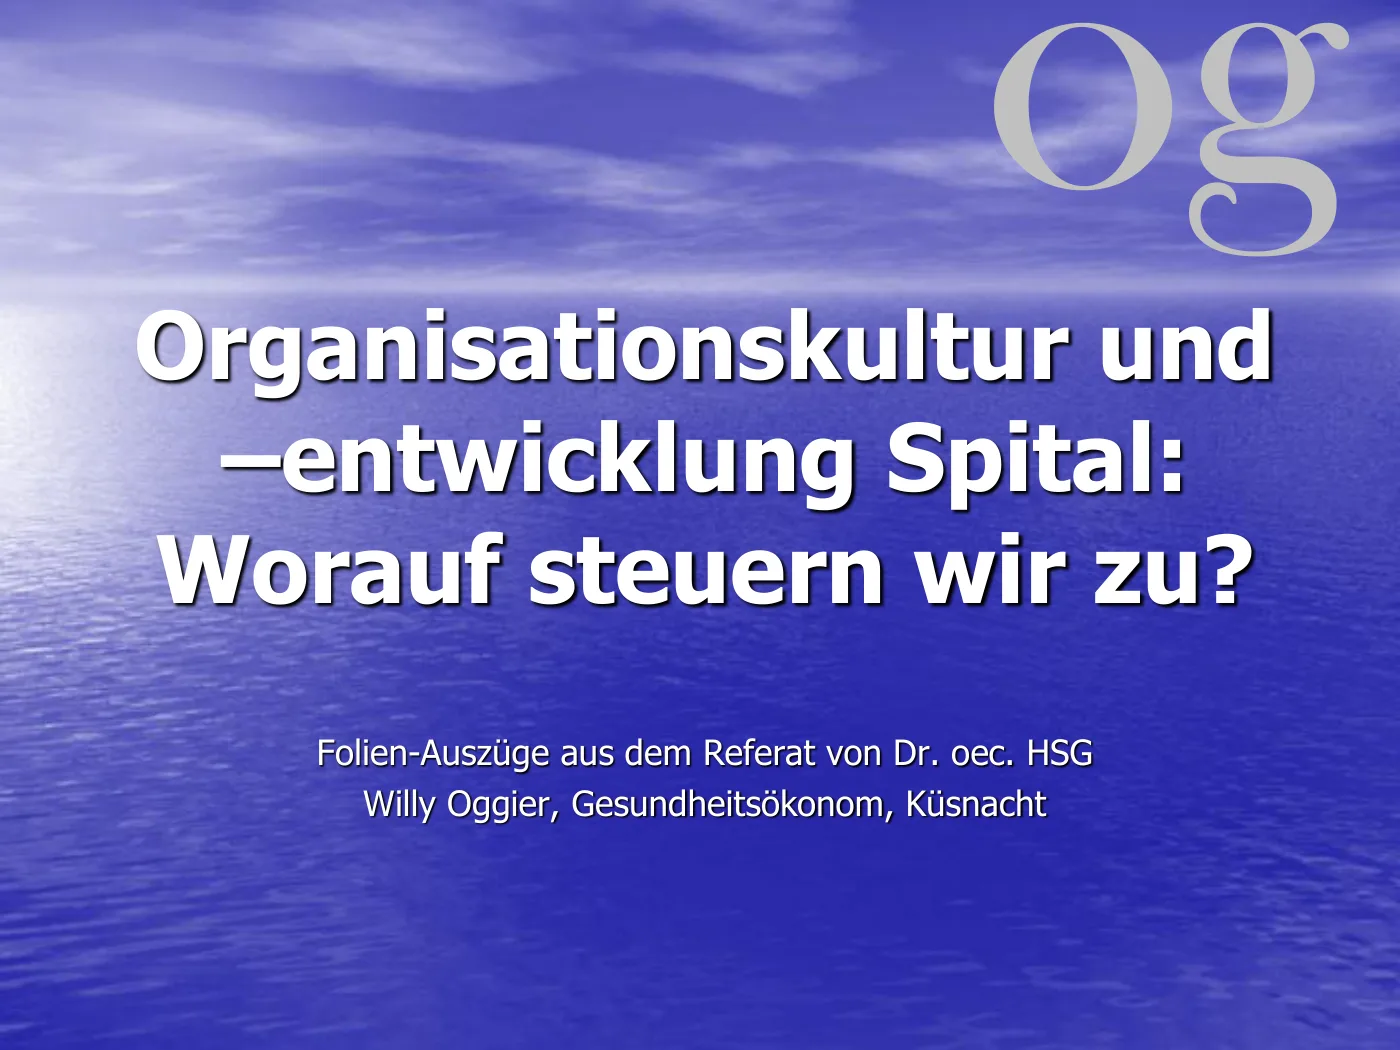 og
Organisationskultur und
–entwicklung Spital:
Worauf steuern wir zu?
Folien-Auszüge aus dem Referat von Dr. oec. HSG
Willy Oggier, Gesundheitsökonom, Küsnacht